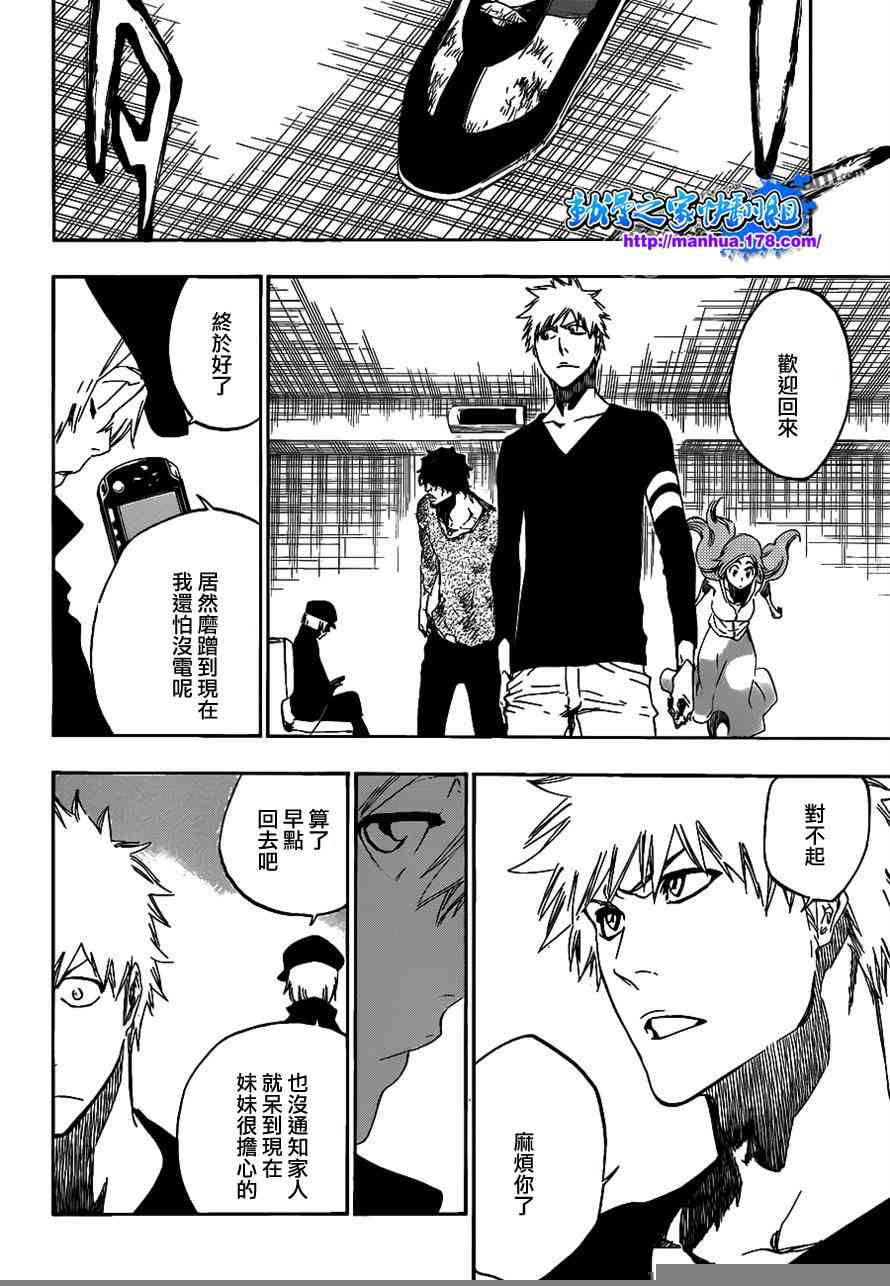 動漫之家快翻組
http://manhua.178.com/
歡迎回來
終於好了
居然磨蹭到現在
我還怕沒電呢
對不起
麻煩你了
算了
早點
回去吧
也沒通知家人
就呆到現在
妹妹很擔心的